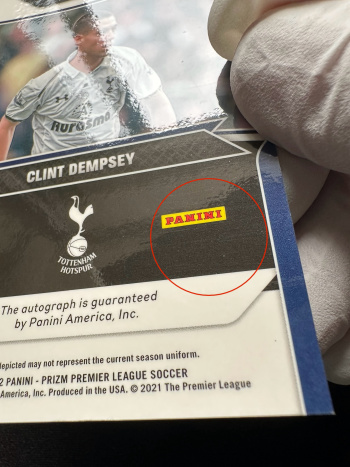 AURASMA
CLINT DEMPSEY
PANINI
TOTTENHAM
HOTSPUR
The autograph is guaranteed
by Panini America, Inc.
depicted may not represent the current season uniform.
2 PANINI - PRIZM PREMIER LEAGUE SOCCER
America, Inc. Produced in the USA. © 2021 The Premier League